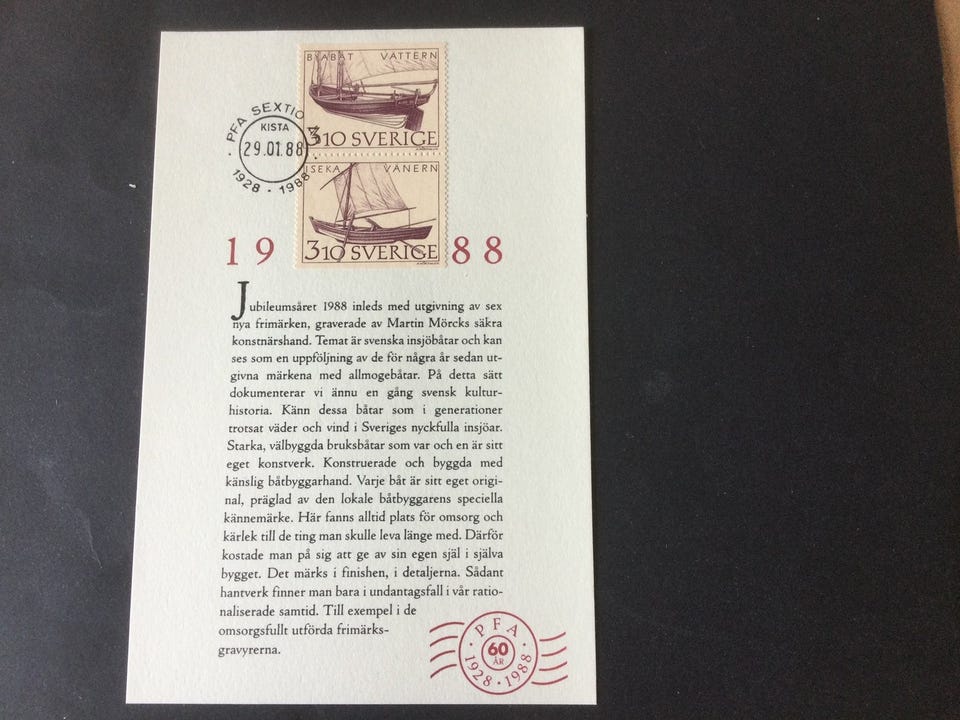 BYABÅT VÄTTERN
310 SVERIGE
PFA SEXTIO ÅR
KISTA
29.01.88
1928 · 1988
ISEKA VÄNERN
310 SVERIGE
1988
Jubileumsåret 1988 inleds med utgivning av sex
nya frimärken, graverade av Martin Mörcks säkra
konstnärshand. Temat är svenska insjöbåtar och kan
ses som en uppföljning av de för några år sedan ut-
givna märkena med allmogebåtar. På detta sätt
dokumenterar vi ännu en gång svensk kultur-
historia. Känn dessa båtar som i generationer
trotsat väder och vind i Sveriges nyckfulla insjöar.
Starka, välbyggda bruksbåtar som var och en är sitt
eget konstverk. Konstruerade och byggda med
känslig båtbyggarhand. Varje båt är sitt eget origi-
nal, präglad av den lokale båtbyggarens speciella
kännemärke. Här fanns alltid plats för omsorg och
kärlek till de ting man skulle leva länge med. Därför
kostade man på sig att ge av sin egen själ i själva
bygget. Det märks i finishen, i detaljerna. Sådant
hantverk finner man bara i undantagsfall i vår ratio-
naliserade samtid. Till exempel i de
omsorgsfullt utförda frimärks-
gravyrerna.
PFA
60
ÅR
1928 · 1988